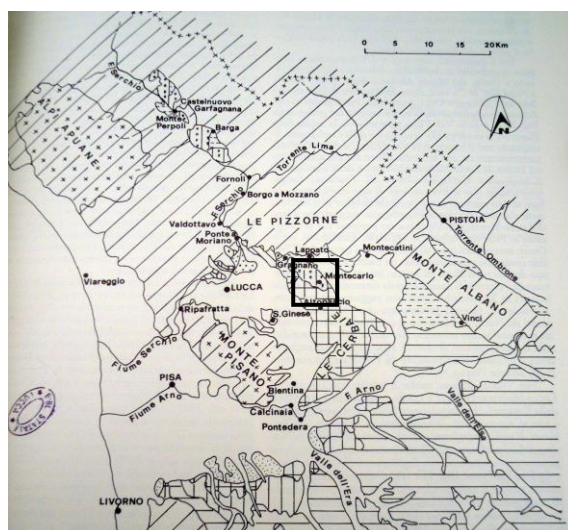 0 5 10 20 Km
F. Serchio
Castelnuovo
Garfagnana
ALPI APUANE
Monte
Perpoli
Barga
N
Torrente Lima
Fornoli
F. Serchio
Borgo a Mozzano
Valdottavo
LE PIZZORNE
PISTOIA
Ponte a
Moriano
Torrente Ombrone
Lappato
Montecatini
Gragnano
Montecarlo
MONTE ALBANO
Viareggio
LUCCA
Altopascio
Ripafratta
S. Ginese
Vinci
LE CERBAIE
Fiume Serchio
MONTE
PISANO
PISA
Bientina
F. Arno
Fiume Arno
Calcinaia
Pontedera
Valle dell'Elsa
Valle dell'Era
LIVORNO